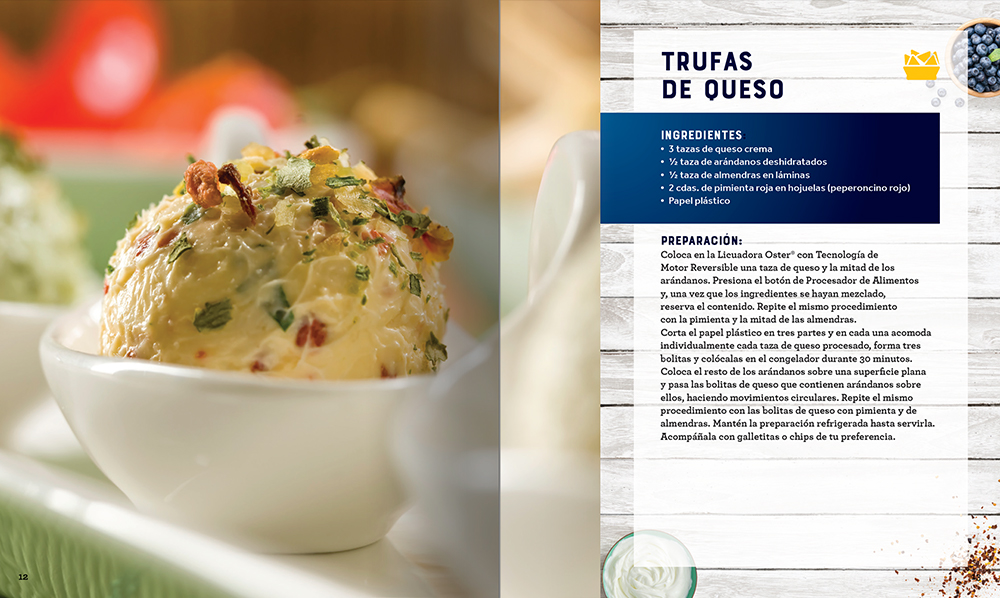 TRUFAS
DE QUESO
INGREDIENTES:
• 3 tazas de queso crema
• ½ taza de arándanos deshidratados
• ½ taza de almendras en láminas
• 2 cdas. de pimienta roja en hojuelas (peperoncino rojo)
• Papel plástico
PREPARACIÓN:
Coloca en la Licuadora Oster® con Tecnología de
Motor Reversible una taza de queso y la mitad de los
arándanos. Presiona el botón de Procesador de Alimentos
y, una vez que los ingredientes se hayan mezclado,
reserva el contenido. Repite el mismo procedimiento
con la pimienta y la mitad de las almendras.
Corta el papel plástico en tres partes y en cada una acomoda
individualmente cada taza de queso procesado, forma tres
bolitas y colócalas en el congelador durante 30 minutos.
Coloca el resto de los arándanos sobre una superficie plana
y pasa las bolitas de queso que contienen arándanos sobre
ellos, haciendo movimientos circulares. Repite el mismo
procedimiento con las bolitas de queso con pimienta y de
almendras. Mantén la preparación refrigerada hasta servirla.
Acompáñala con galletitas o chips de tu preferencia.
12